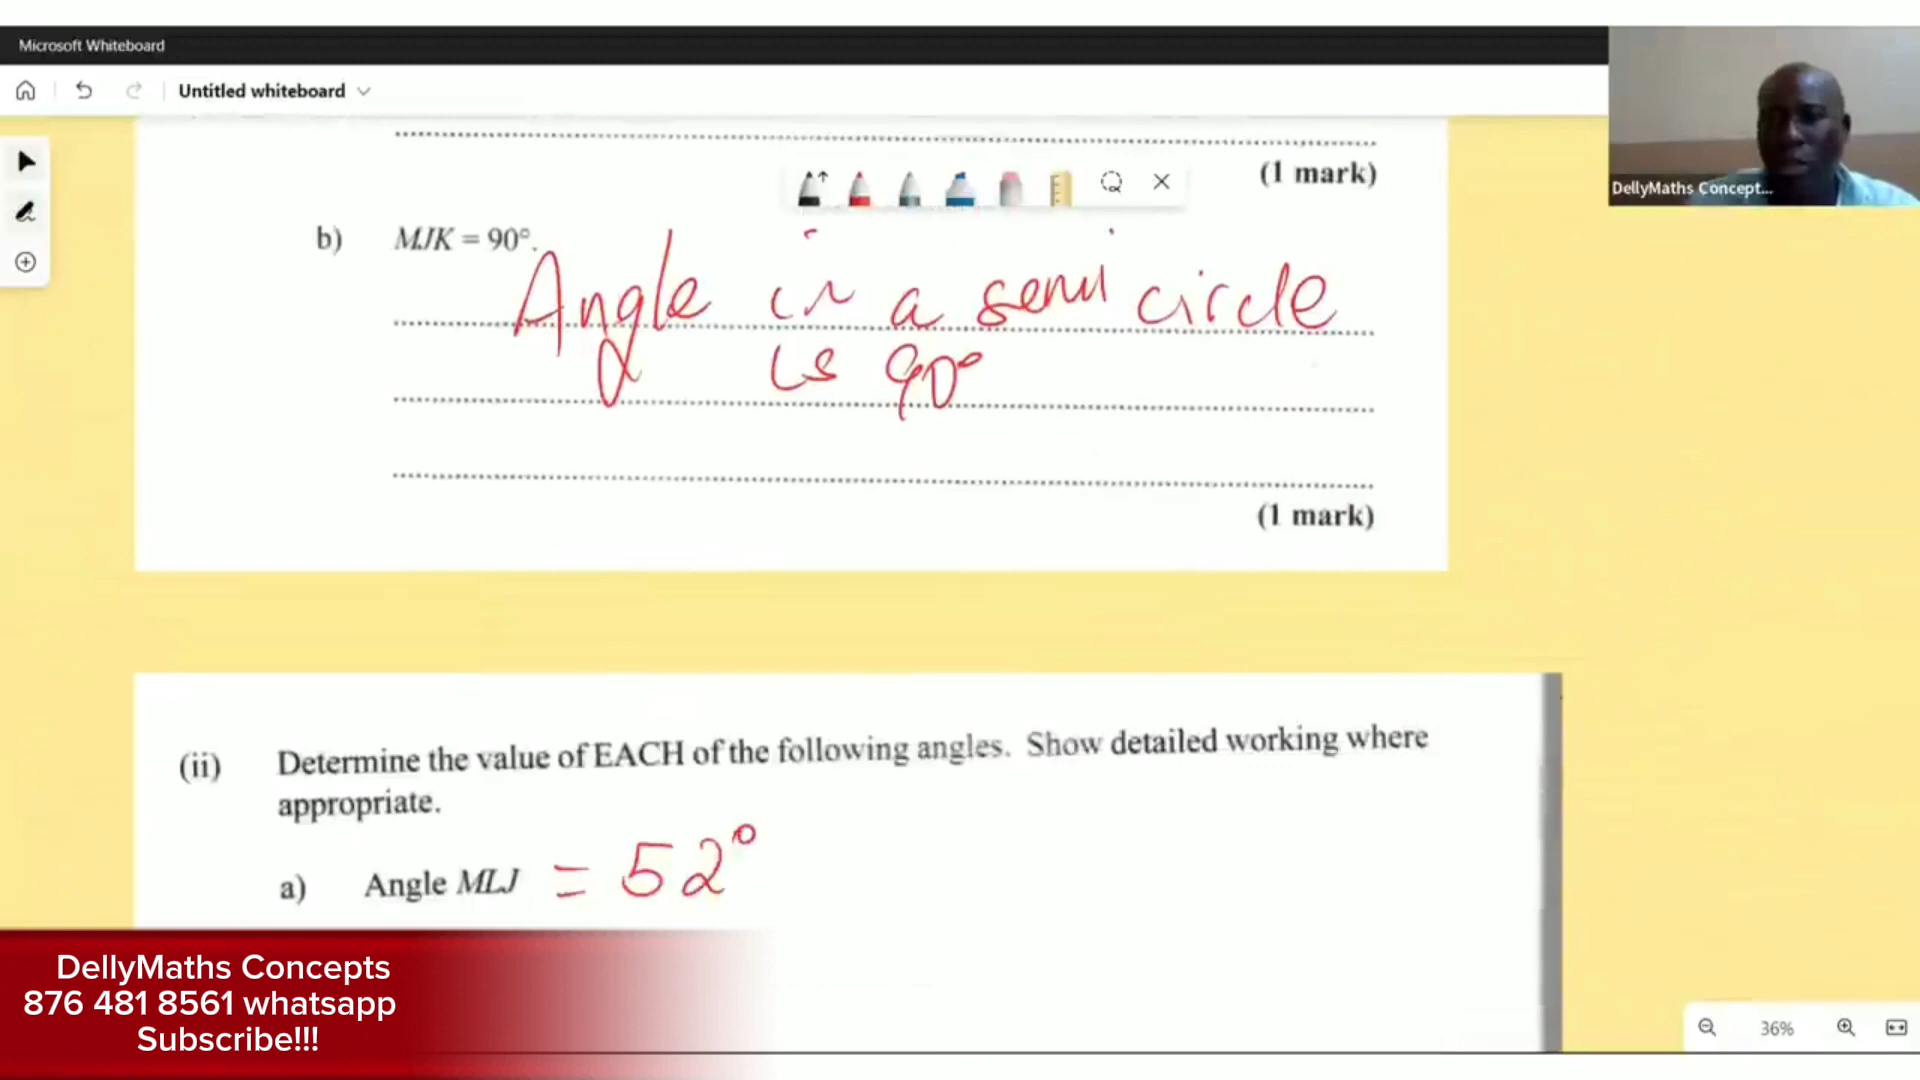 Microsoft Whiteboard
Untitled whiteboard
(1 mark)
DellyMaths Concept...
b) MJK = 90°.
Angle in a semi circle
is 90°
(1 mark)
(ii) Determine the value of EACH of the following angles. Show detailed working where
appropriate.
a) Angle MLJ = 52°
DellyMaths Concepts
876 481 8561 whatsapp
Subscribe!!!
36%